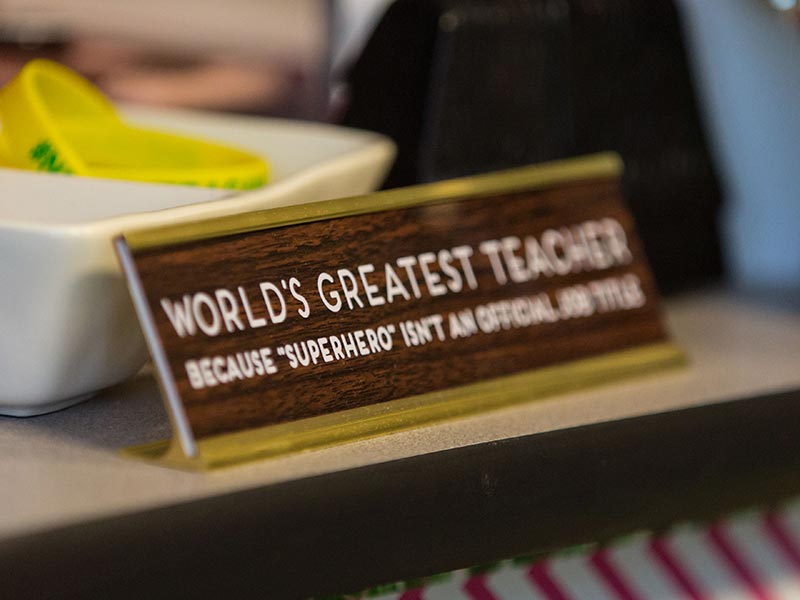 WORLD'S GREATEST TEACHER
BECAUSE "SUPERHERO" ISN'T AN OFFICIAL JOB TITLE